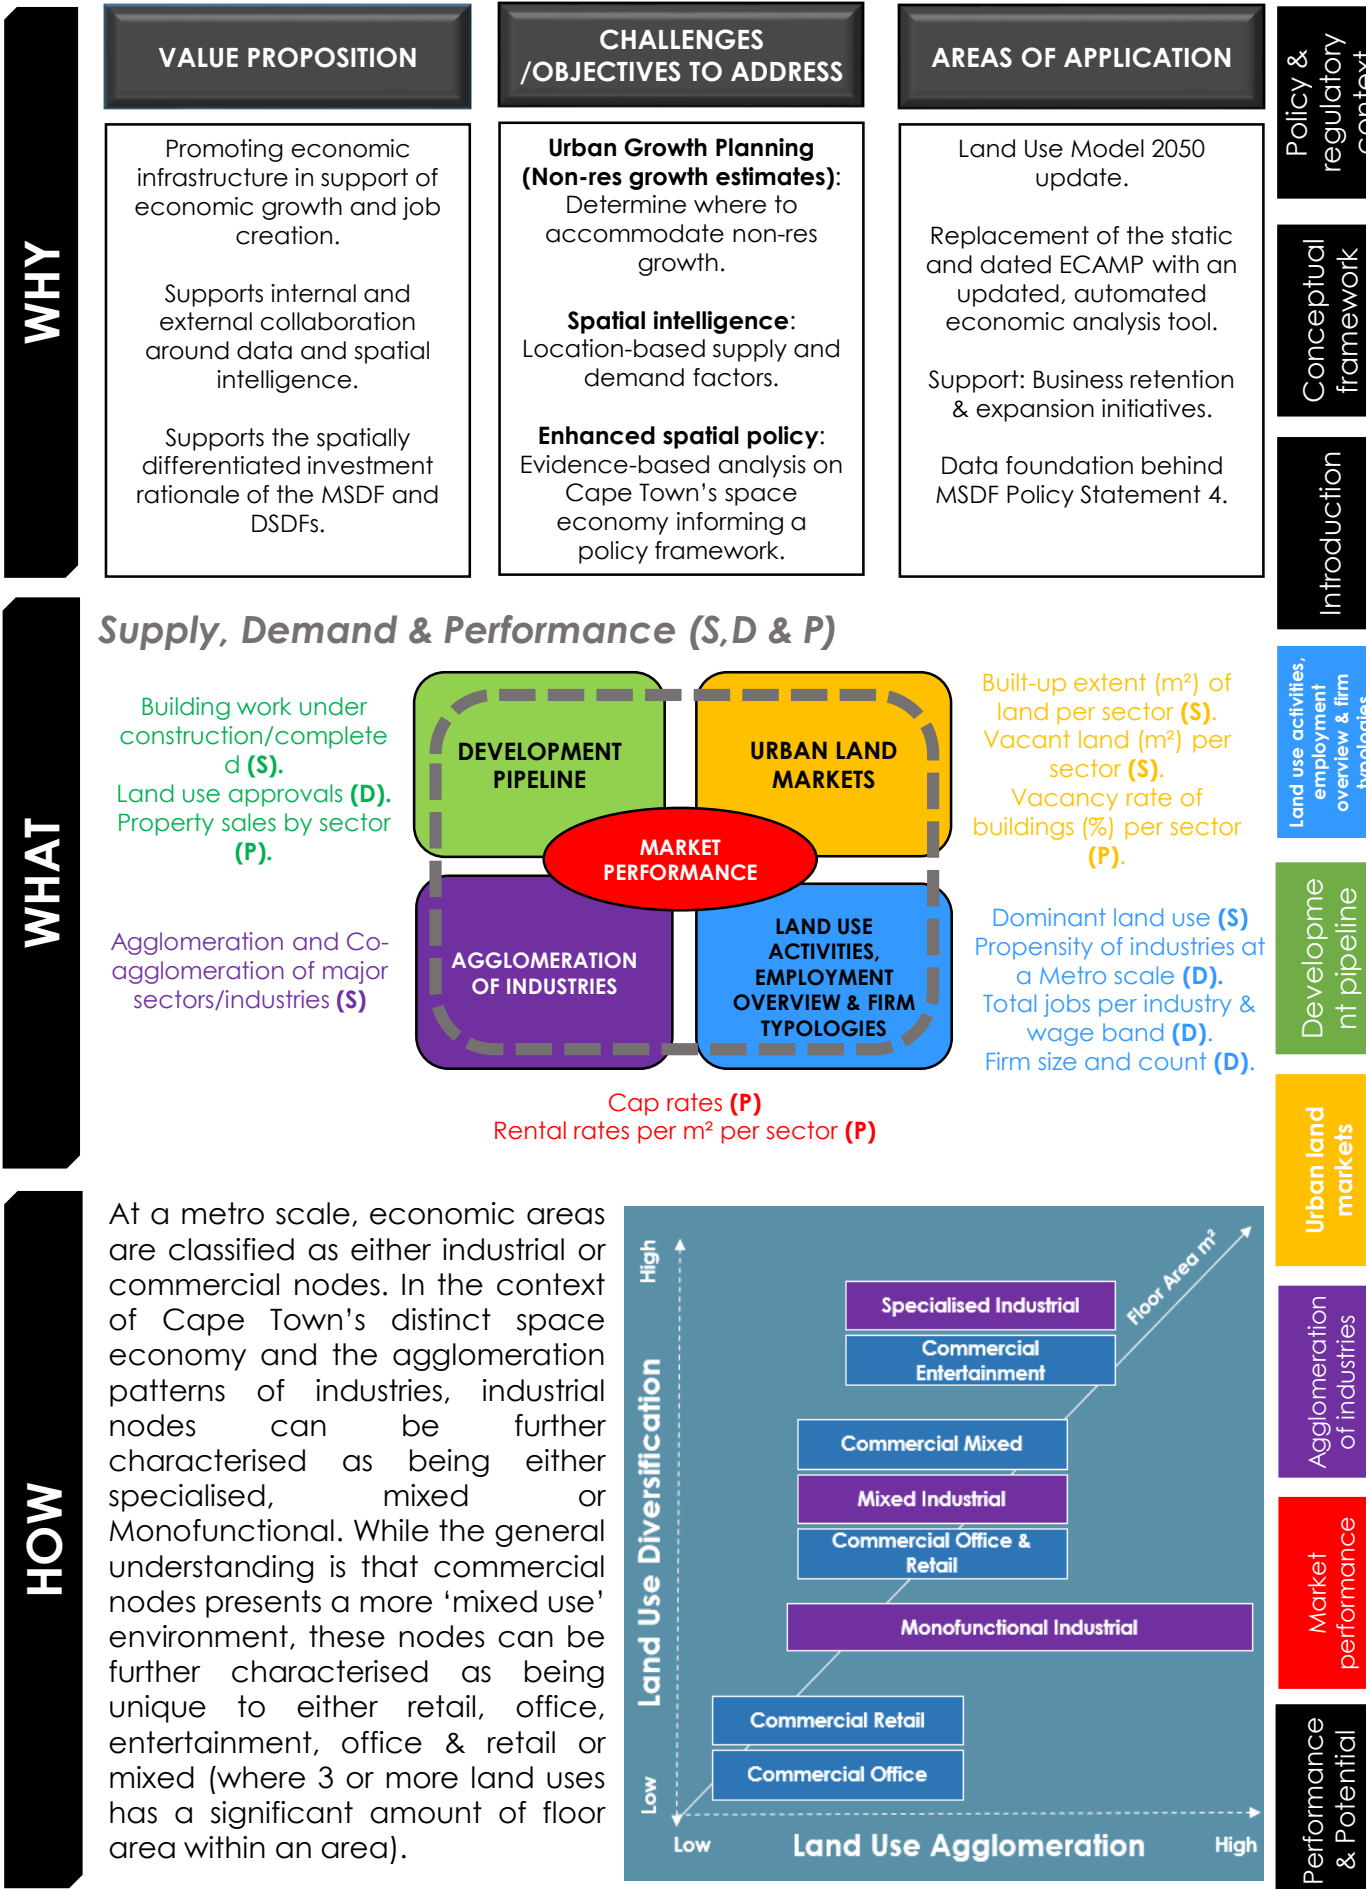 WHY
VALUE PROPOSITION
Promoting economic
infrastructure in support of
economic growth and job
creation.
Supports internal and
external collaboration
around data and spatial
intelligence.
Supports the spatially
differentiated investment
rationale of the MSDF and
DSDFs.
CHALLENGES
/OBJECTIVES TO ADDRESS
Urban Growth Planning
(Non-res growth estimates):
Determine where to
accommodate non-res
growth.
Spatial intelligence:
Location-based supply and
demand factors.
Enhanced spatial policy:
Evidence-based analysis on
Cape Town's space
economy informing a
policy framework.
AREAS OF APPLICATION
Land Use Model 2050
update.
Replacement of the static
and dated ECAMP with an
updated, automated
economic analysis tool.
Support: Business retention
& expansion initiatives.
Data foundation behind
MSDF Policy Statement 4.
WHAT
Supply, Demand & Performance (S,D & P)
Building work under
construction/complete
d (S).
Land use approvals (D).
Property sales by sector
(P).
Agglomeration and Co-
agglomeration of major
sectors/industries (S)
DEVELOPMENT
PIPELINE
URBAN LAND
MARKETS
MARKET
PERFORMANCE
AGGLOMERATION
OF INDUSTRIES
LAND USE
ACTIVITIES,
EMPLOYMENT
OVERVIEW & FIRM
TYPOLOGIES
Built-up extent (m²) of
land per sector (S).
Vacant land (m²) per
sector (S).
Vacancy rate of
buildings (%) per sector
(P).
Dominant land use (S)
Propensity of industries at
a Metro scale (D).
Total jobs per industry &
wage band (D).
Firm size and count (D).
Cap rates (P)
Rental rates per m² per sector (P)
HOW
At a metro scale, economic areas
are classified as either industrial or
commercial nodes. In the context
of Cape Town's distinct space
economy and the agglomeration
patterns of industries, industrial
nodes can be further
characterised as being either
specialised, mixed or
Monofunctional. While the general
understanding is that commercial
nodes presents a more ‘mixed use’
environment, these nodes can be
further characterised as being
unique to either retail, office,
entertainment, office & retail or
mixed (where 3 or more land uses
has a significant amount of floor
area within an area).
High
Land Use Diversification
Low
Floor Area m²
Specialised Industrial
Commercial
Entertainment
Commercial Mixed
Mixed Industrial
Commercial Office &
Retail
Monofunctional Industrial
Commercial Retail
Commercial Office
Low
Land Use Agglomeration
High
Policy &
regulatory
context
Conceptual
framework
Introduction
Land use activities,
employment
overview & firm
typologies
Developme
nt pipeline
Urban land
markets
Agglomeration
of industries
Market
performance
Performance
& Potential